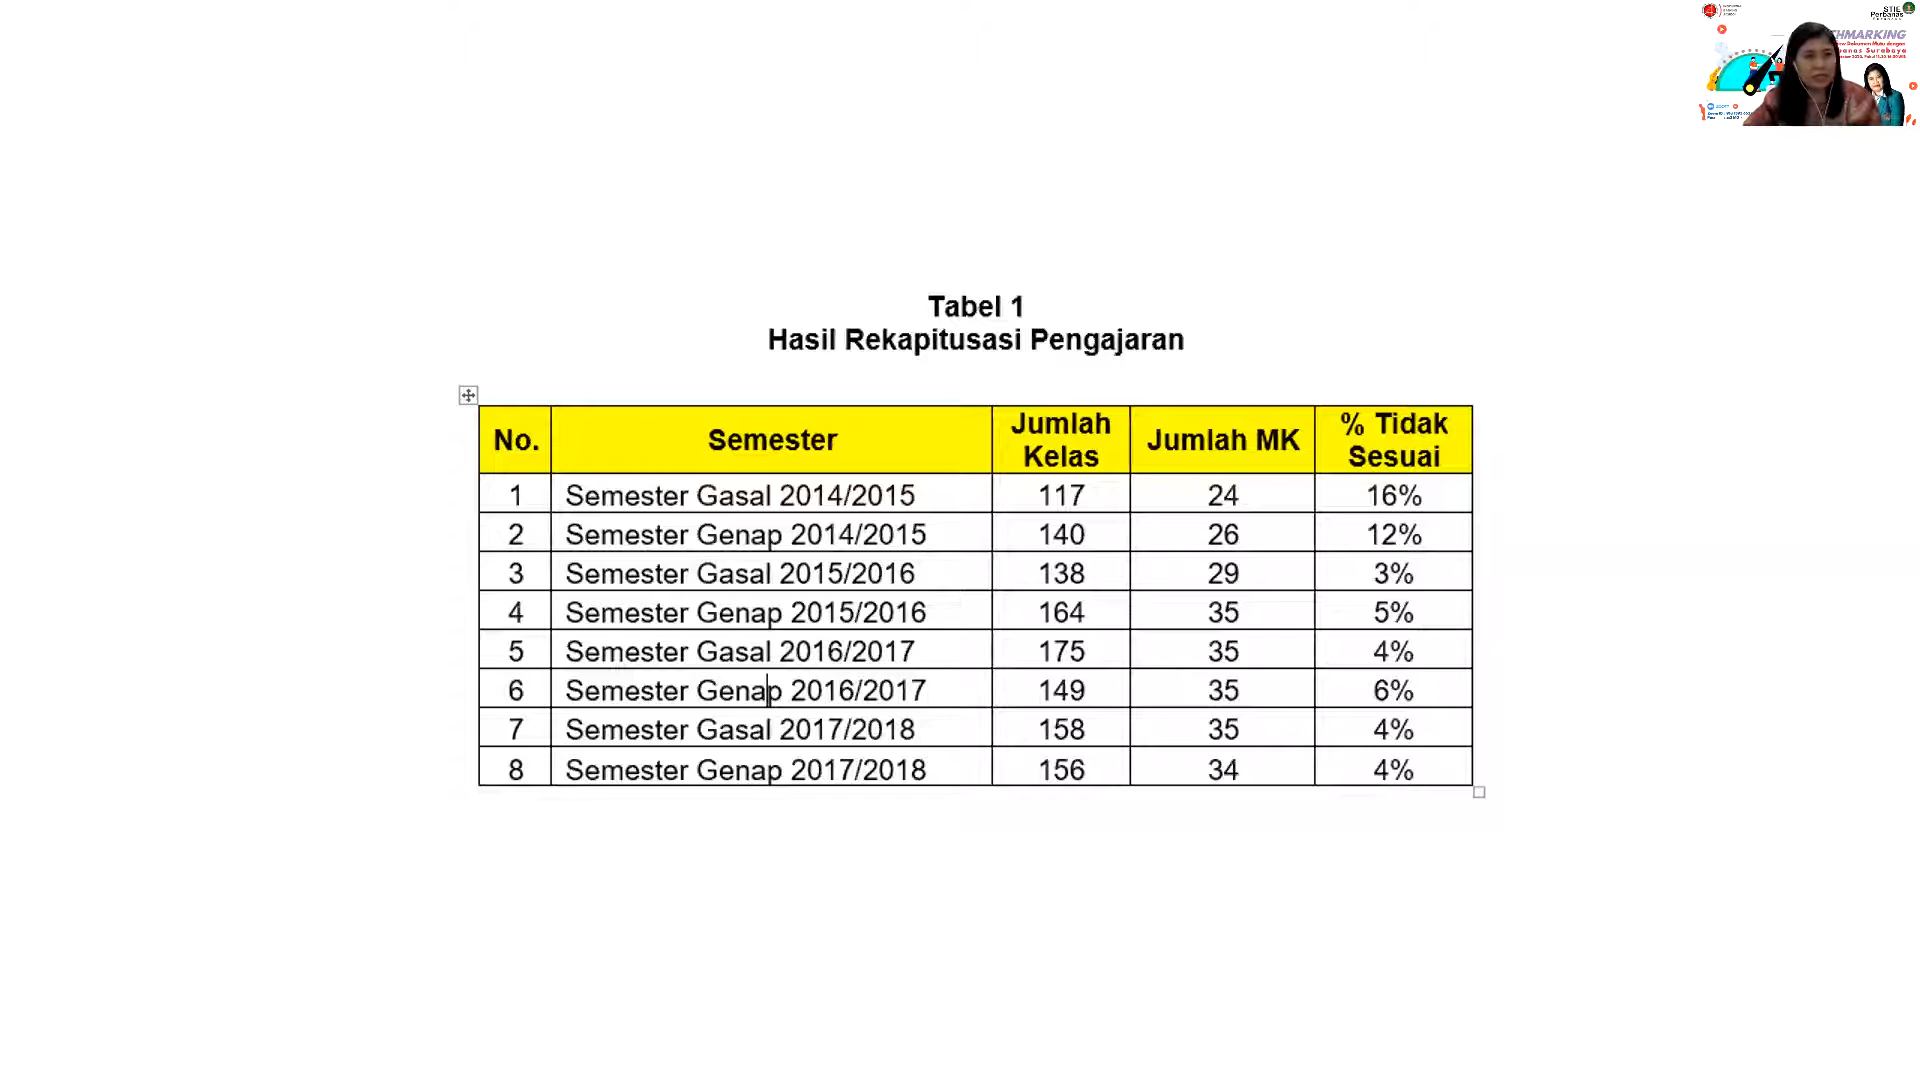 STIE
Perbanas
CHMARKING
Surabaya
Tabel 1
Hasil Rekapitusasi Pengajaran
No. Semester Jumlah Kelas Jumlah MK % Tidak Sesuai
1 Semester Gasal 2014/2015 117 24 16%
2 Semester Genap 2014/2015 140 26 12%
3 Semester Gasal 2015/2016 138 29 3%
4 Semester Genap 2015/2016 164 35 5%
5 Semester Gasal 2016/2017 175 35 4%
6 Semester Genap 2016/2017 149 35 6%
7 Semester Gasal 2017/2018 158 35 4%
8 Semester Genap 2017/2018 156 34 4%